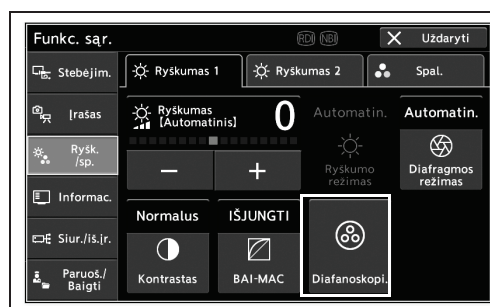 Funkc. sąr.
RDI NBI
Uždaryti
Stebėjim.
Ryškumas 1
Ryškumas 2
Spal.
Įrašas
Ryškumas
[Automatinis]
0
Automatin.
Automatin.
Ryšk.
/sp.
Ryškumo
režimas
Diafragmos
režimas
Informac.
Normalus
IŠJUNGTI
Siur./iš.įr.
Kontrastas
BAI-MAC
Diafanoskopi.
Paruoš./
Baigti